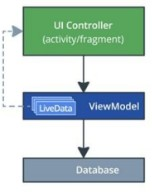 UI Controller
(activity/fragment)
LiveData
ViewModel
Database